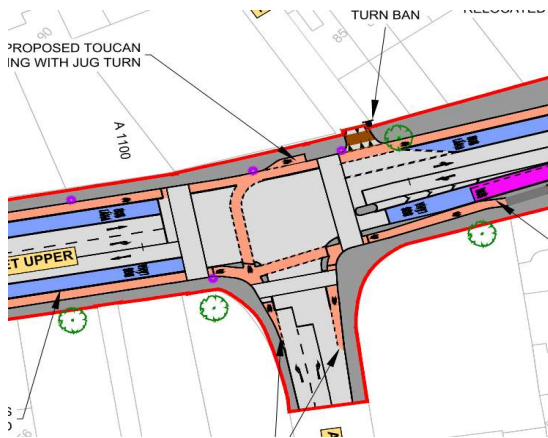 TURN BAN
RELOCATED
90
85
PROPOSED TOUCAN
ING WITH JUG TURN
A 1100
ET UPPER
S